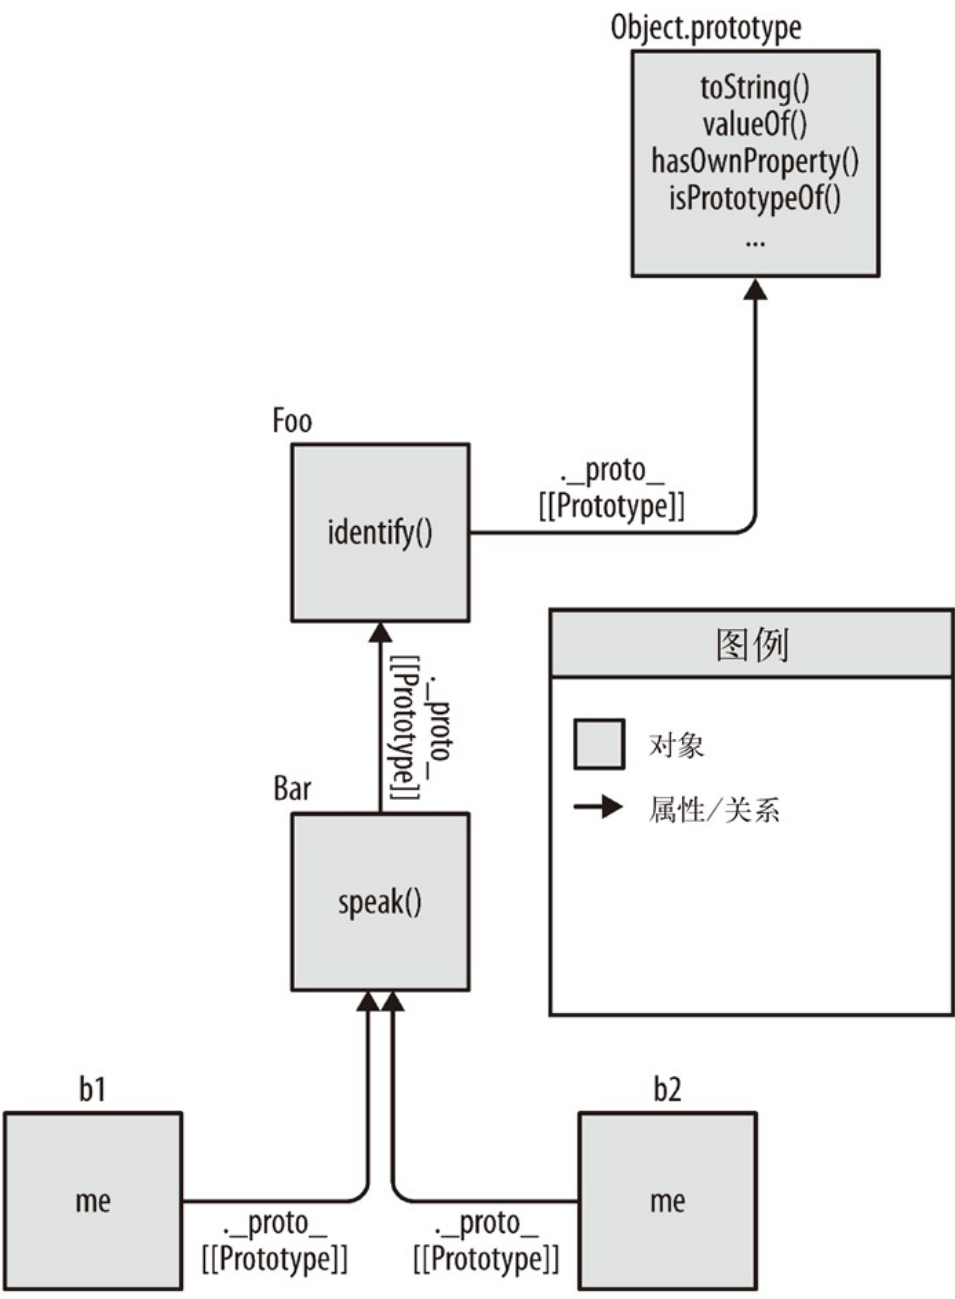 Object.prototype
toString()
valueOf()
hasOwnProperty()
isPrototypeOf()
...
Foo
identify()
._proto_
[[Prototype]]
图例
对象
属性/关系
._proto_
[[Prototype]]
Bar
speak()
b1
me
b2
me
._proto_
[[Prototype]]
._proto_
[[Prototype]]